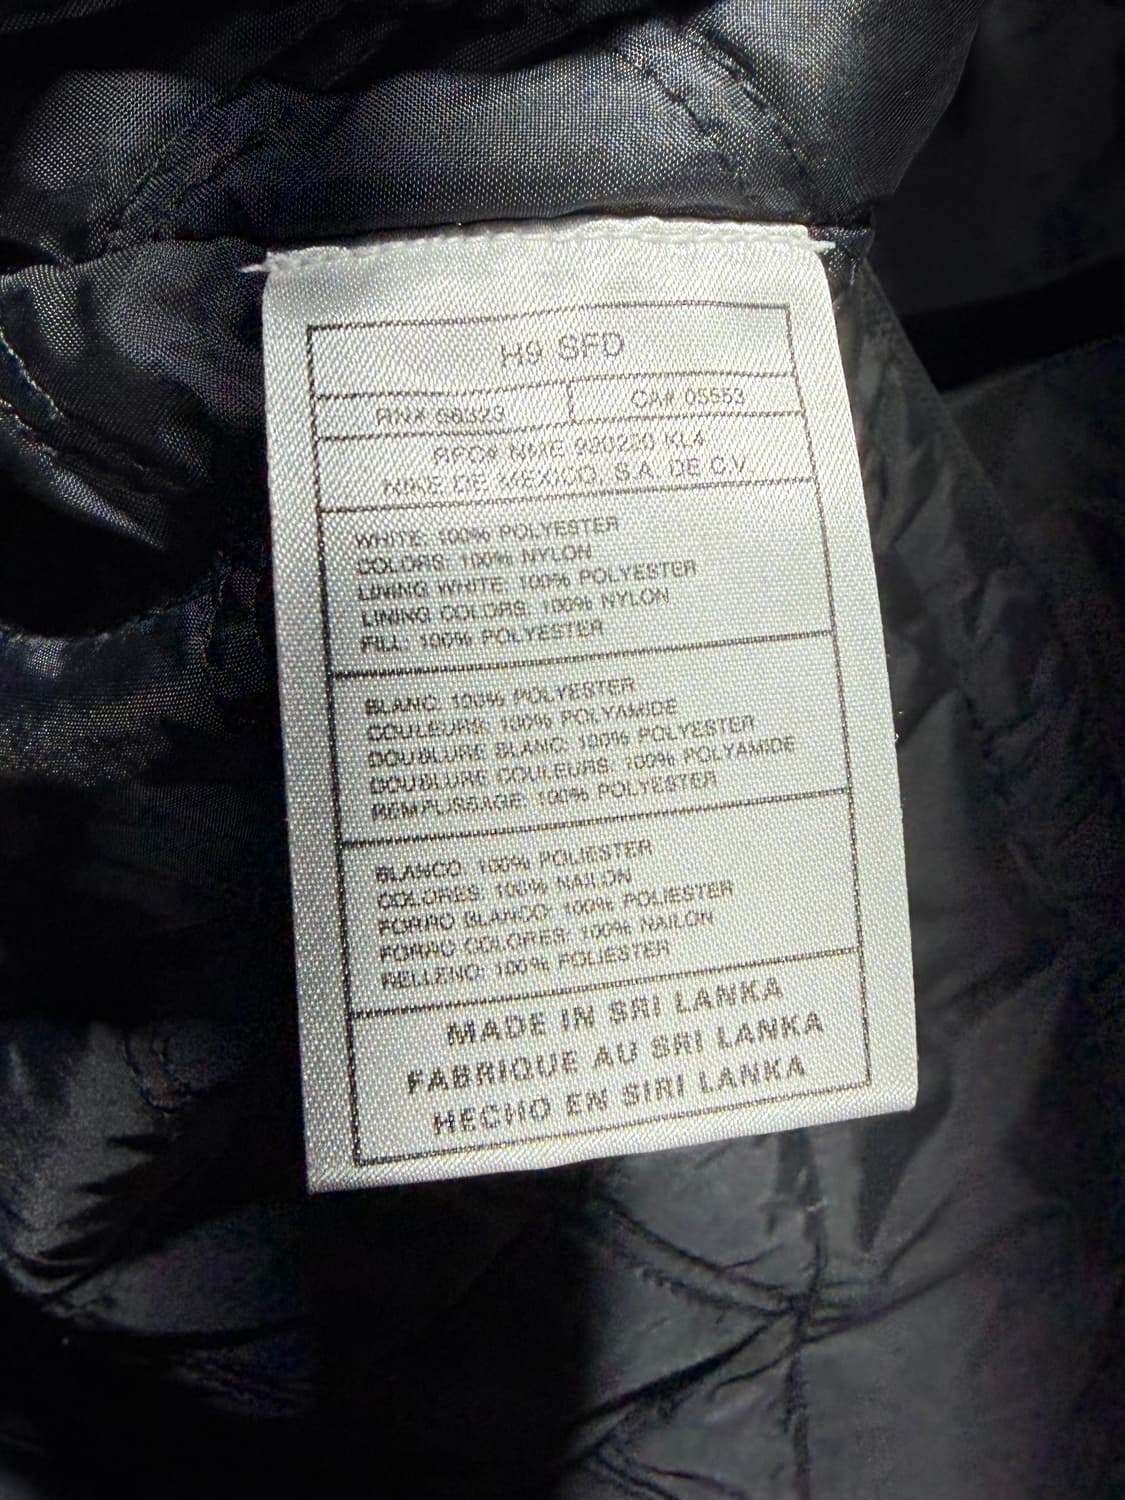 H9 SFD
RN# 56323 CA# 05553
RFC# NME 920220 KL4
NIKE DE MEXICO, S.A. DE C.V.
WHITE: 100% POLYESTER
COLORS: 100% NYLON
LINING WHITE: 100% POLYESTER
LINING COLORS: 100% NYLON
FILL: 100% POLYESTER
BLANC: 100% POLYESTER
COULEURS: 100% POLYAMIDE
DOUBLURE BLANC: 100% POLYESTER
DOUBLURE COULEURS: 100% POLYAMIDE
REMPLISSAGE: 100% POLYESTER
BLANCO: 100% POLIESTER
COLORES: 100% NAILON
FORRO BLANCO: 100% POLIESTER
FORRO COLORES: 100% NAILON
RELLENO: 100% POLIESTER
MADE IN SRI LANKA
FABRIQUE AU SRI LANKA
HECHO EN SIRI LANKA